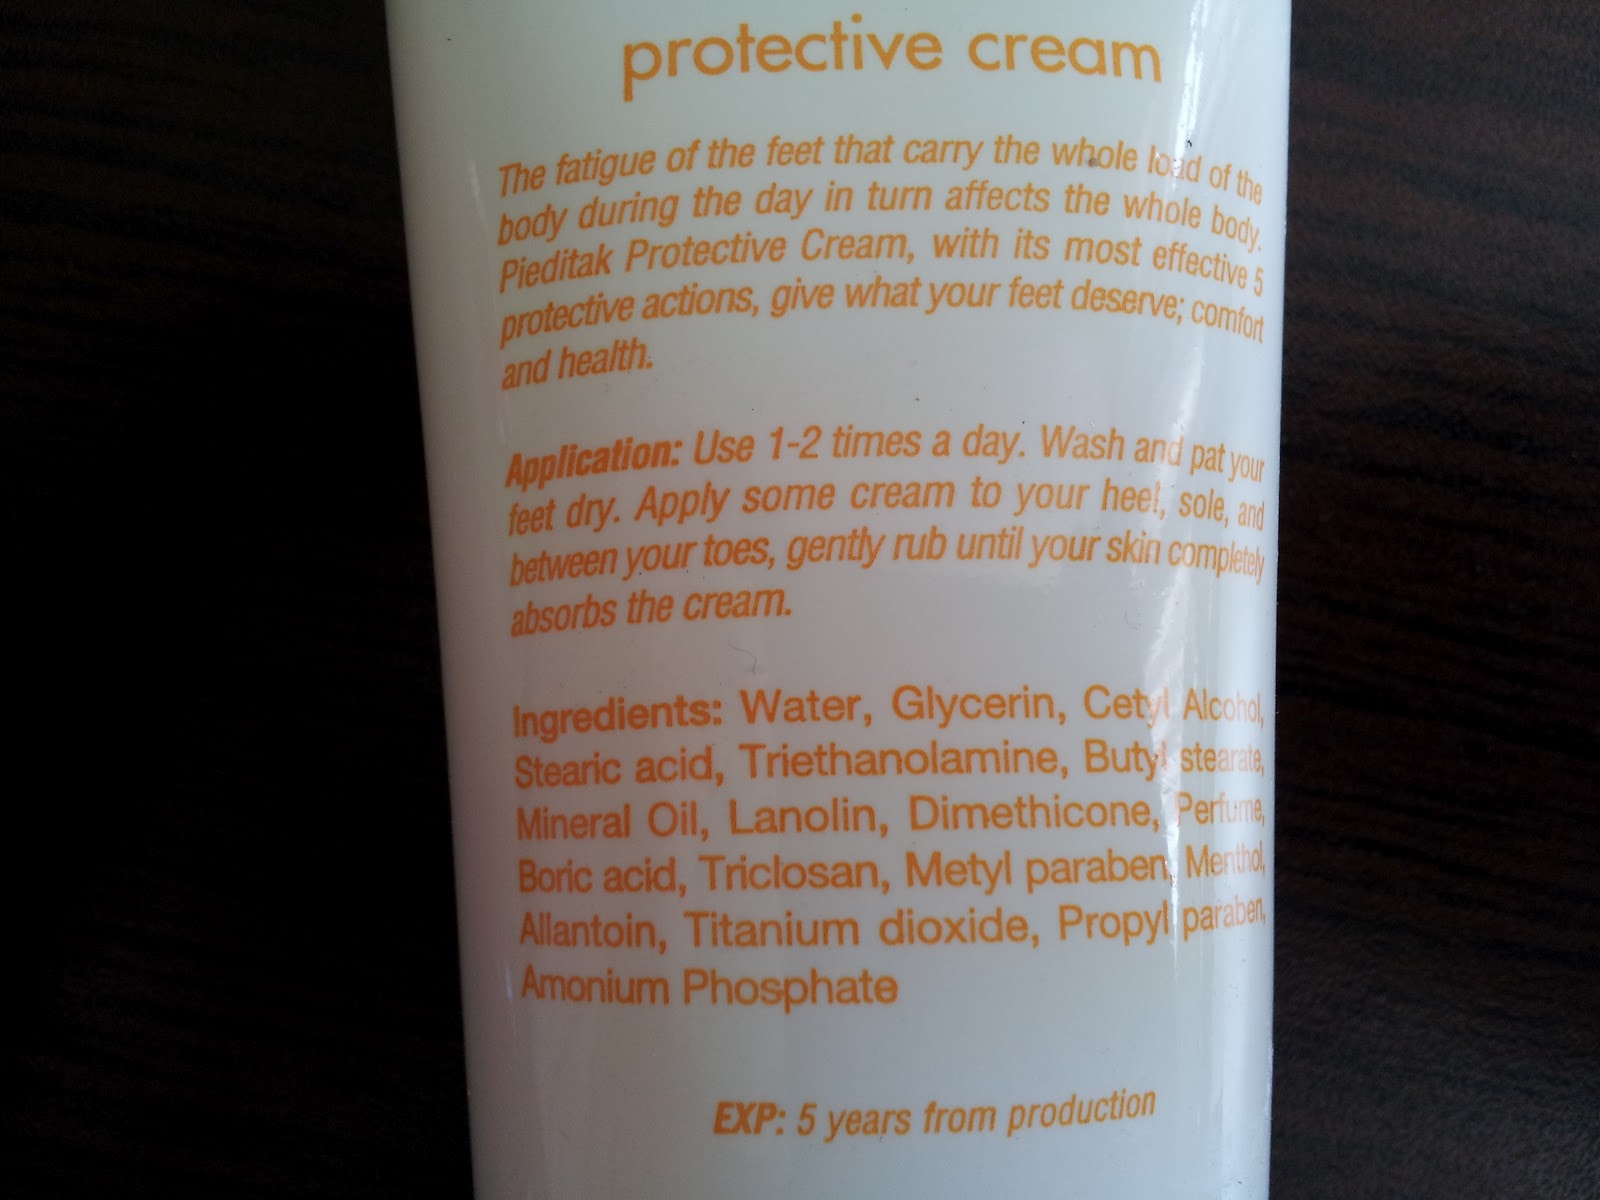 protective cream
The fatigue of the feet that carry the whole load of the
body during the day in turn affects the whole body.
Pieditak Protective Cream, with its most effective 5
protective actions, give what your feet deserve; comfort
and health.
Application: Use 1-2 times a day. Wash and pat your
feet dry. Apply some cream to your heel, sole, and
between your toes, gently rub until your skin completely
absorbs the cream.
Ingredients: Water, Glycerin, Cetyl Alcohol,
Stearic acid, Triethanolamine, Butyl stearate,
Mineral Oil, Lanolin, Dimethicone, Perfume,
Boric acid, Triclosan, Metyl paraben, Menthol,
Allantoin, Titanium dioxide, Propyl paraben,
Amonium Phosphate
EXP: 5 years from production